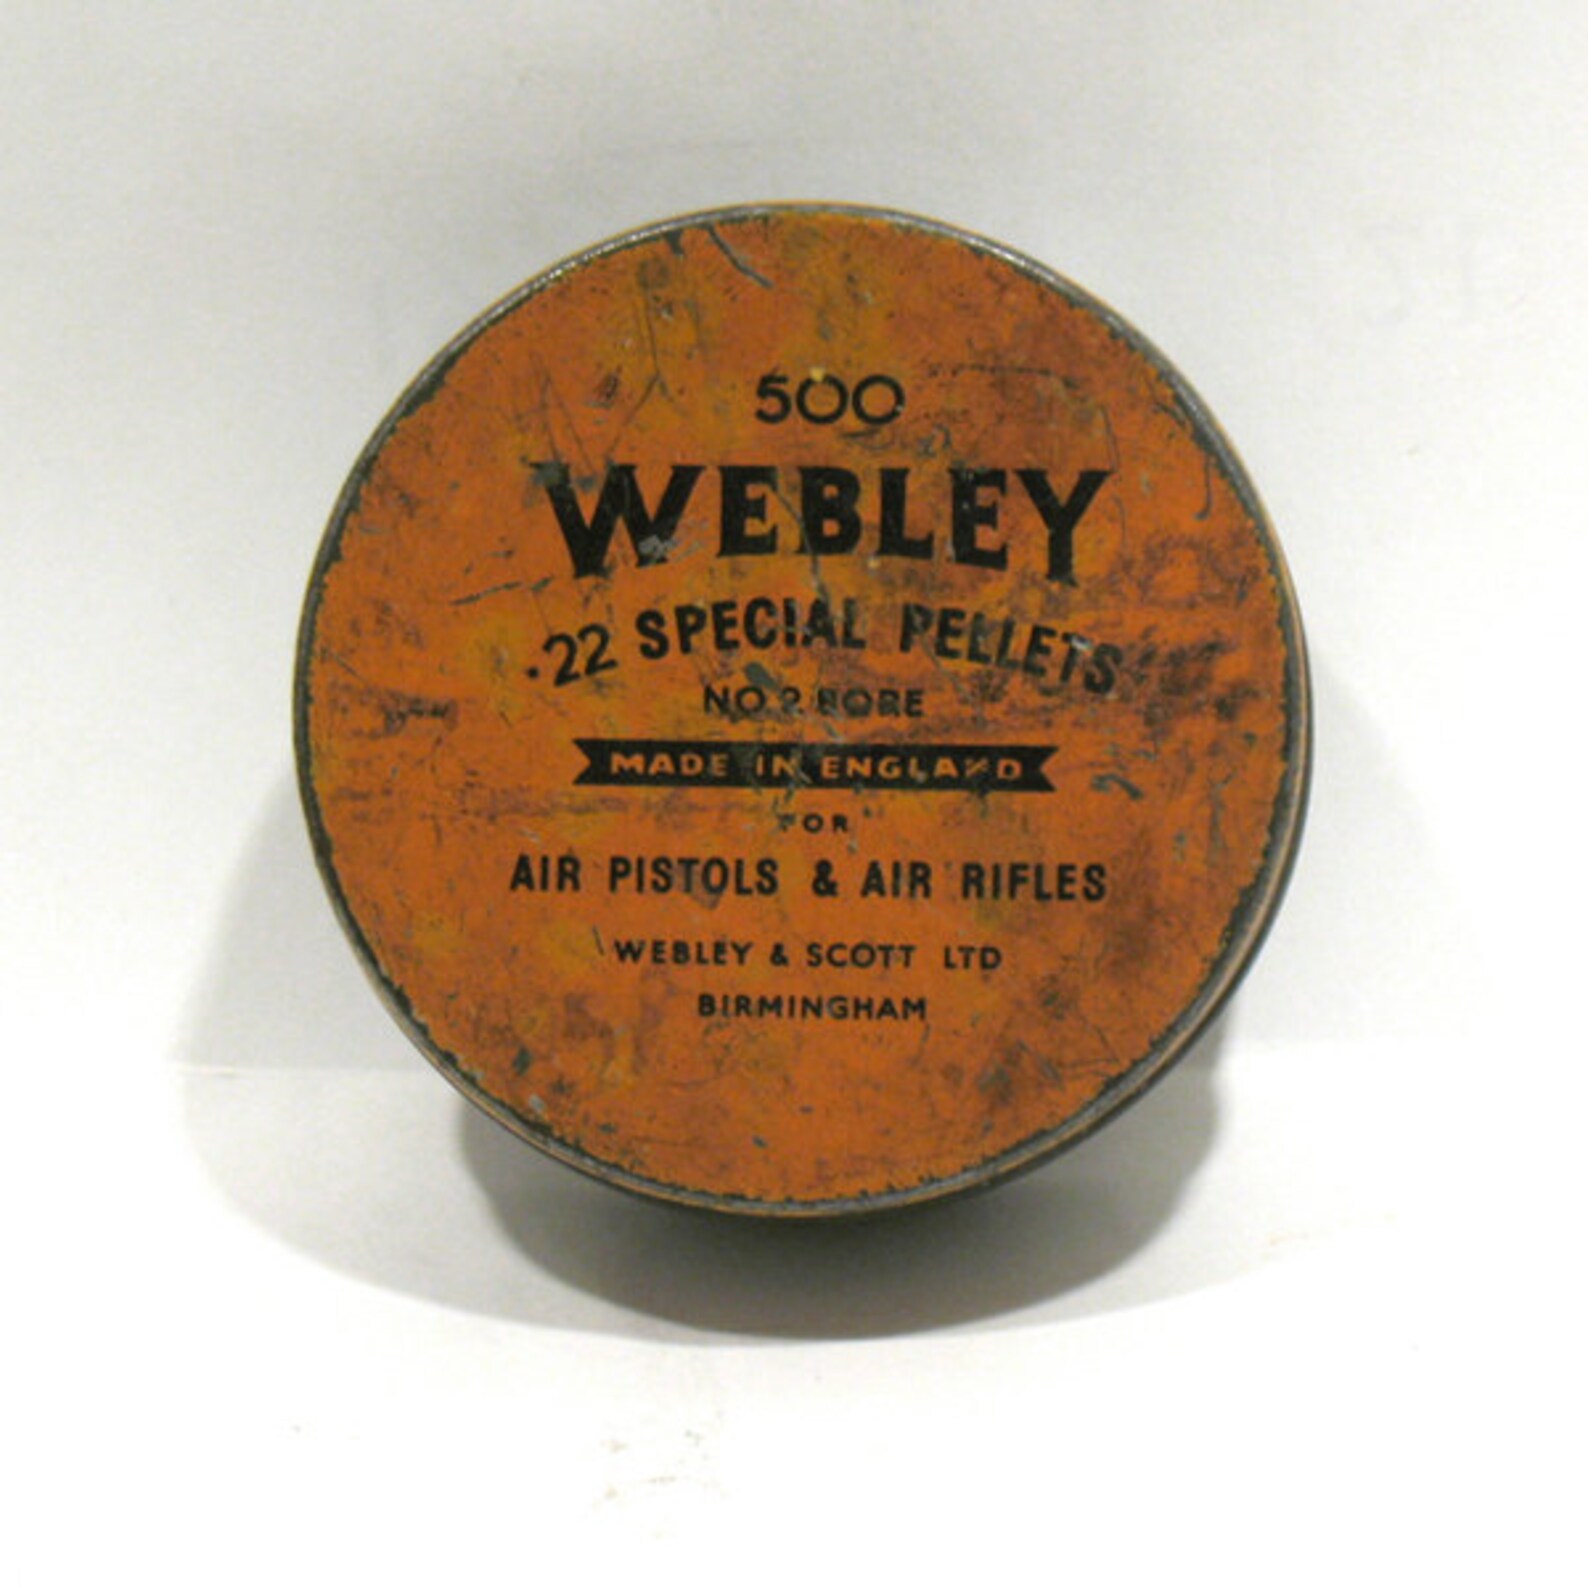 500
WEBLEY
.22 SPECIAL PELLETS
NO 2 BORE
MADE IN ENGLAND
FOR
AIR PISTOLS & AIR RIFLES
WEBLEY & SCOTT LTD
BIRMINGHAM